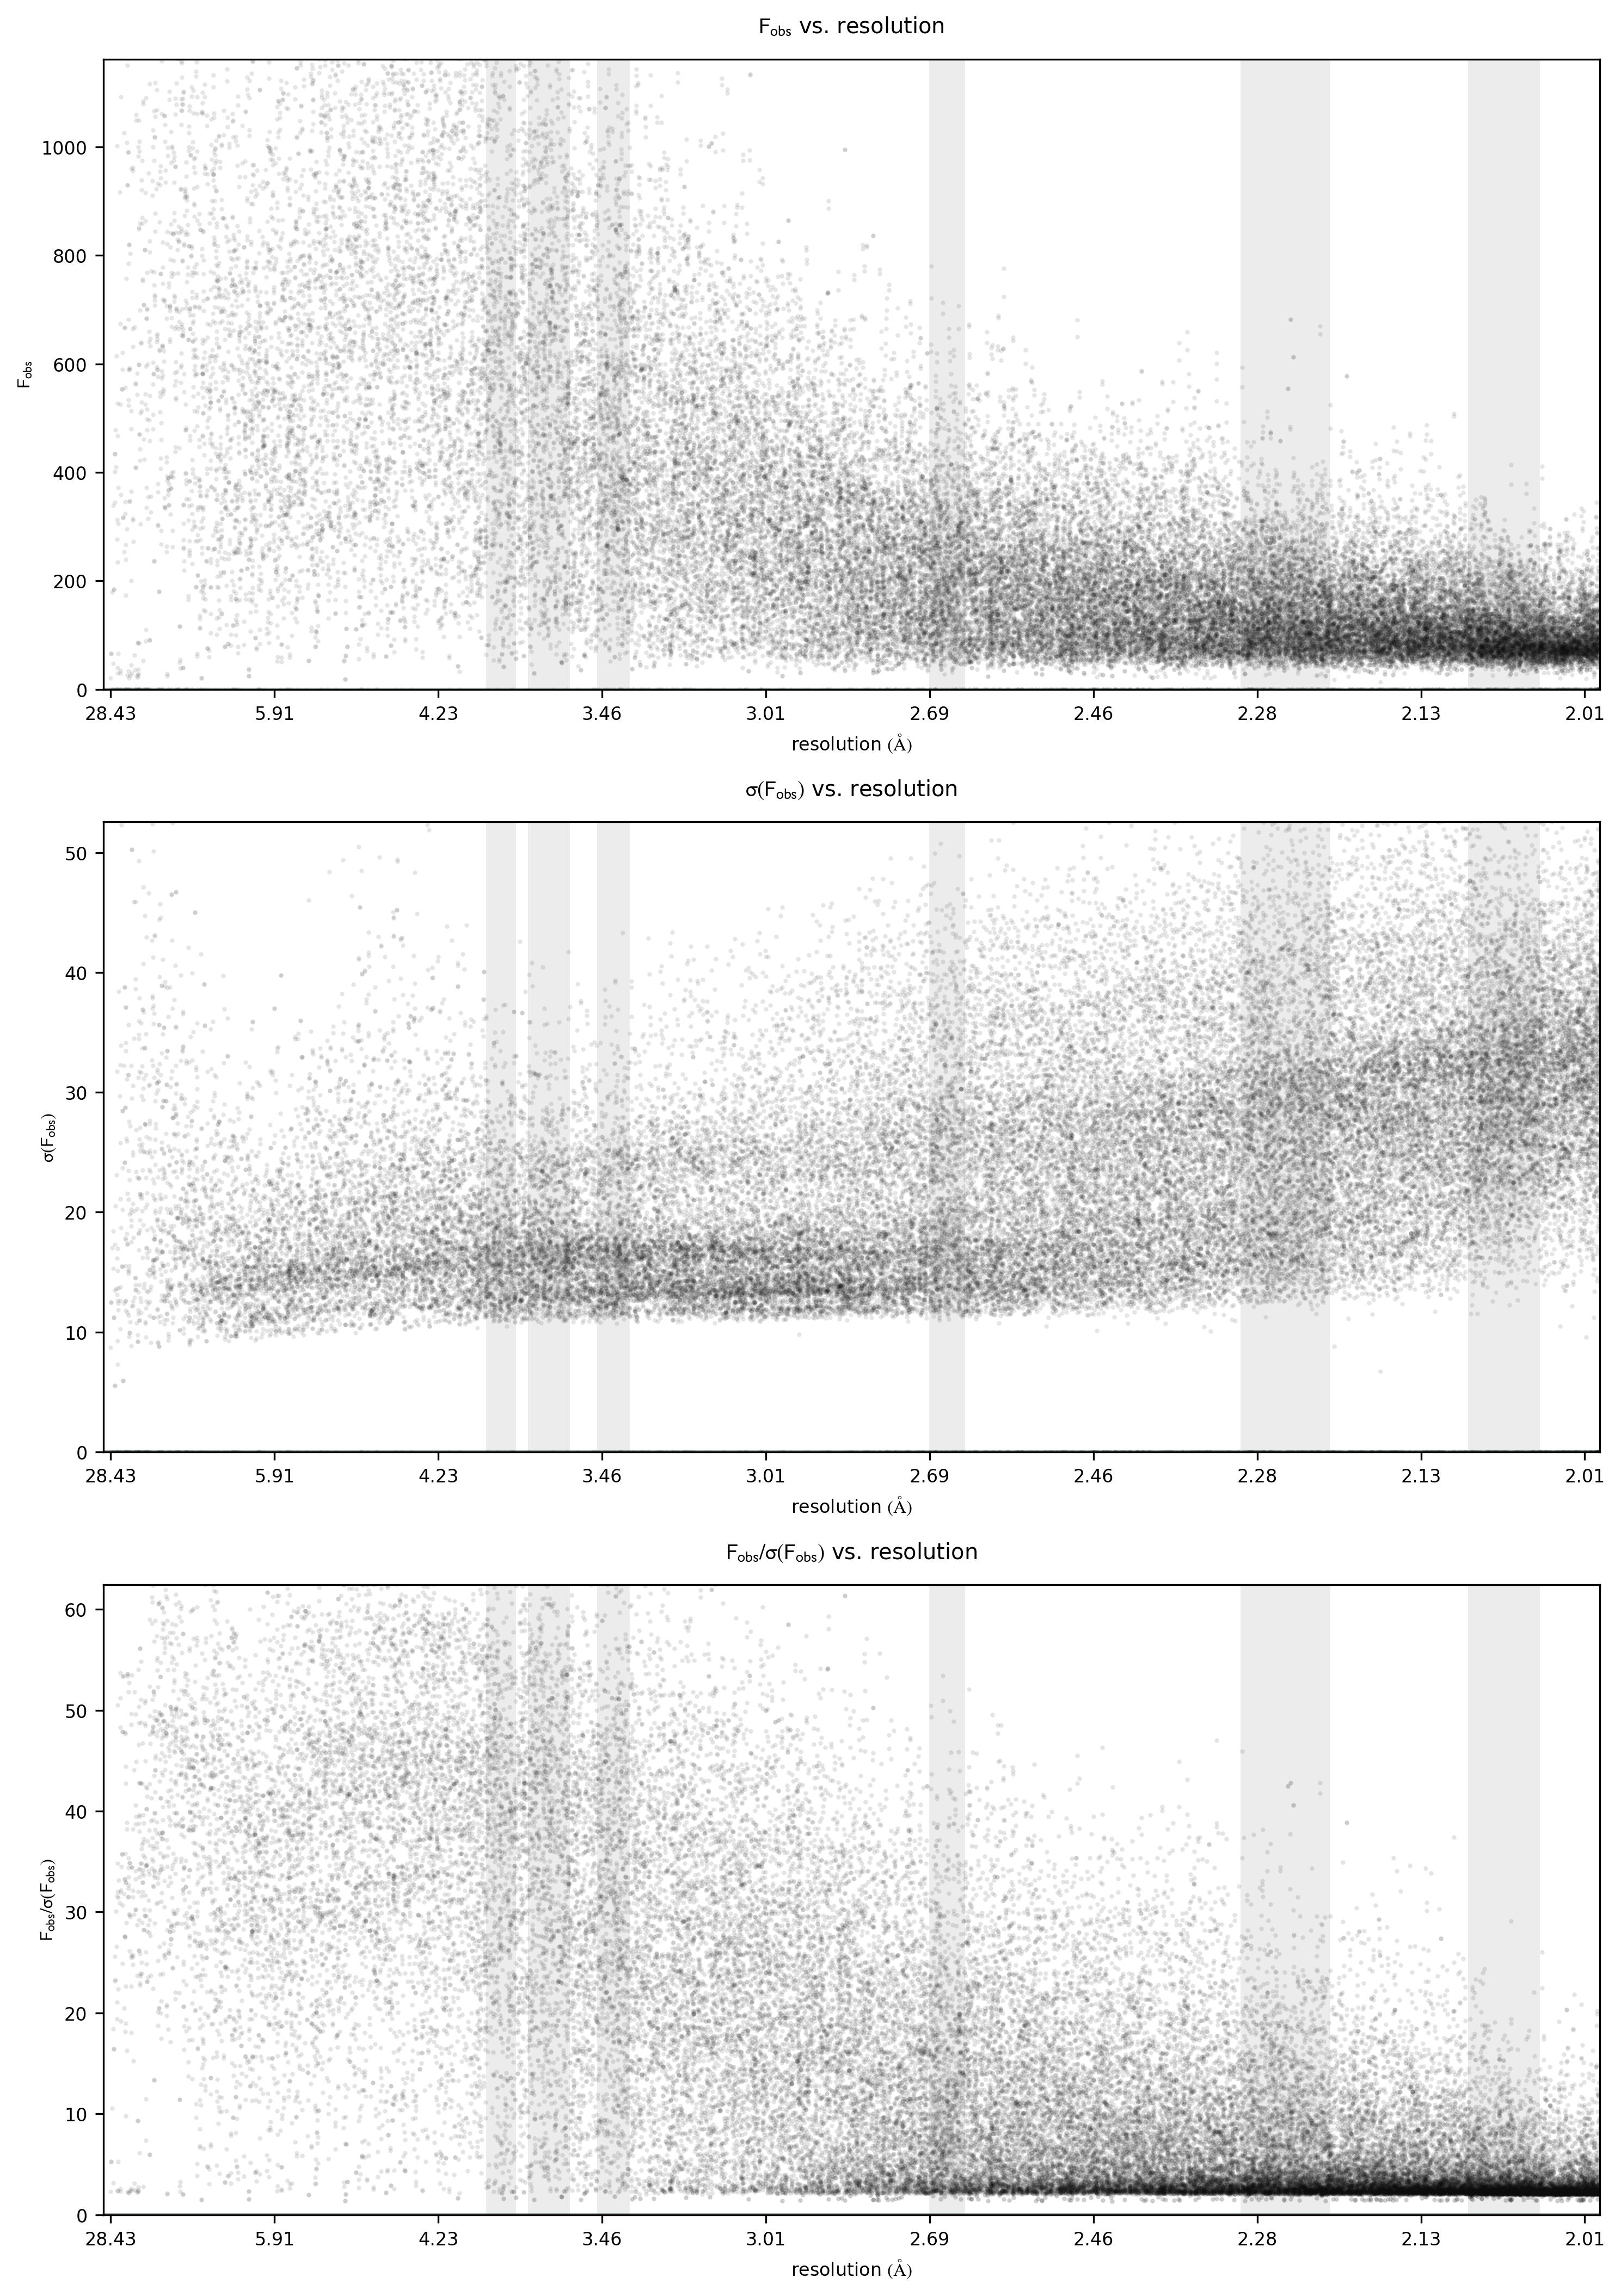 Fobs vs. resolution
1000
800
600
400
200
0
Fobs
28.43 5.91 4.23 3.46 3.01 2.69 2.46 2.28 2.13 2.01
resolution (Å)
σ(Fobs) vs. resolution
50
40
30
20
10
0
σ(Fobs)
28.43 5.91 4.23 3.46 3.01 2.69 2.46 2.28 2.13 2.01
resolution (Å)
Fobs/σ(Fobs) vs. resolution
60
50
40
30
20
10
0
Fobs/σ(Fobs)
28.43 5.91 4.23 3.46 3.01 2.69 2.46 2.28 2.13 2.01
resolution (Å)